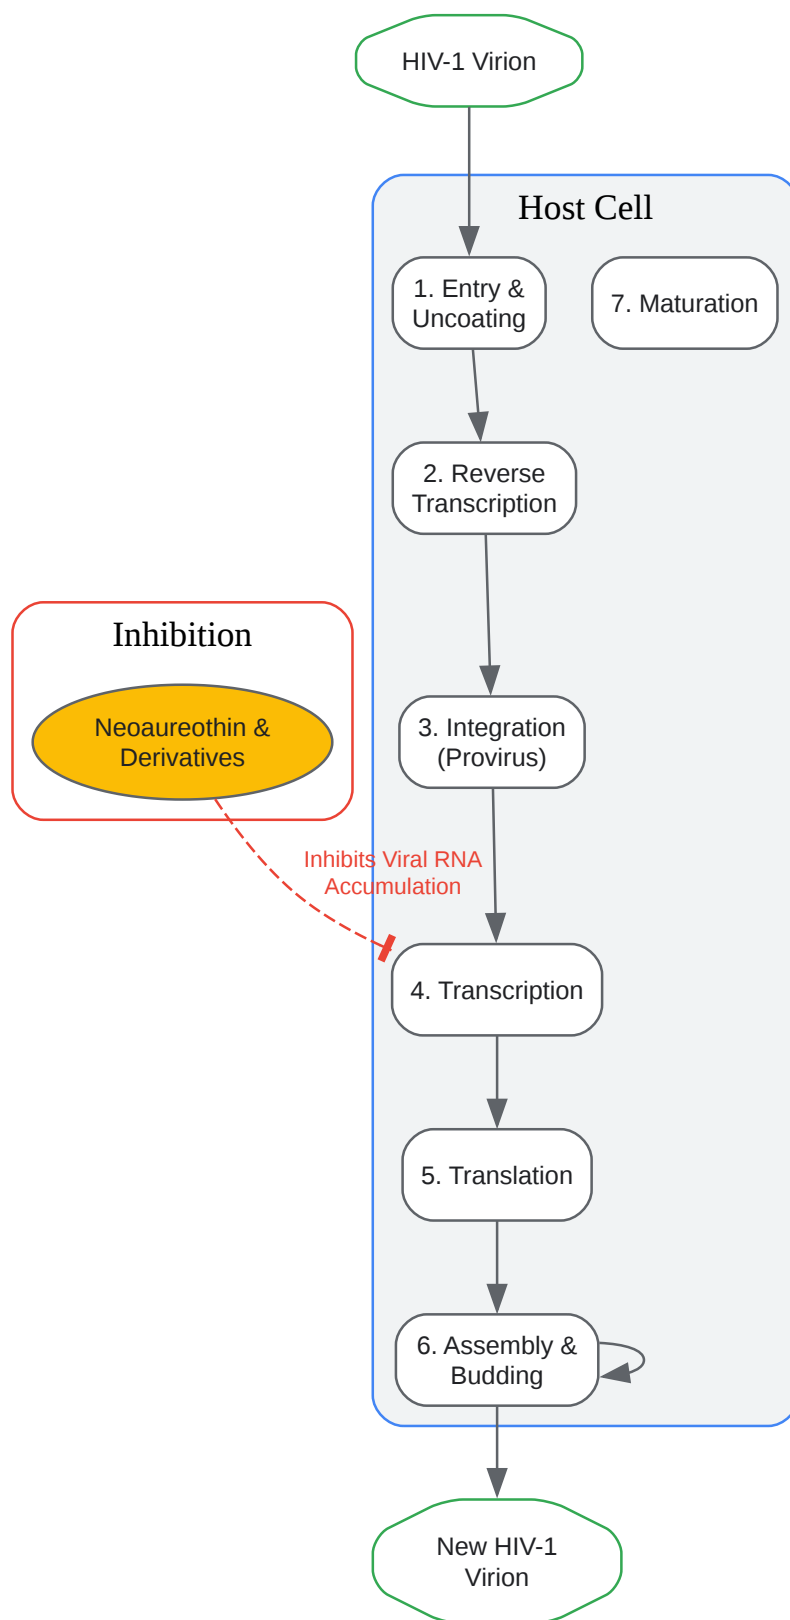 HIV-1 Virion
Host Cell
1. Entry &
Uncoating
7. Maturation
2. Reverse
Transcription
Inhibition
Neoaureothin &
Derivatives
3. Integration
(Provirus)
Inhibits Viral RNA
Accumulation
4. Transcription
5. Translation
6. Assembly &
Budding
New HIV-1
Virion